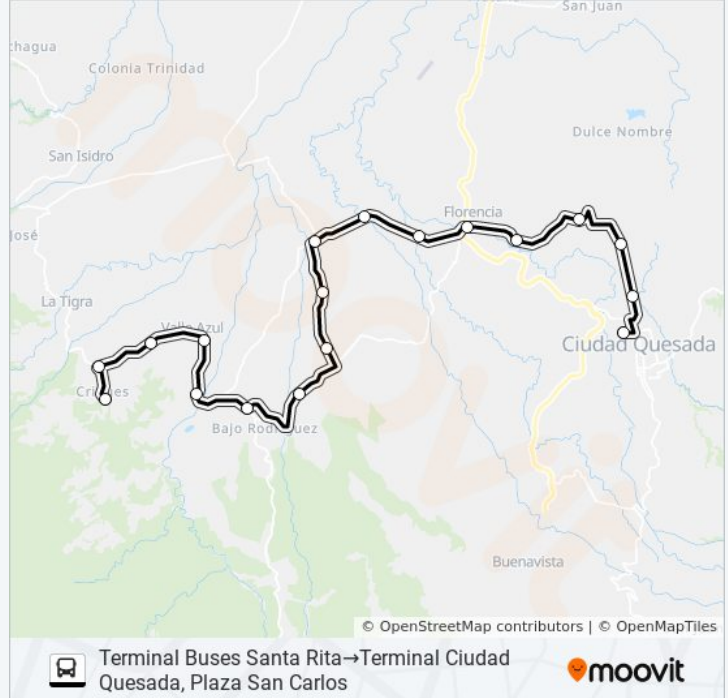 San Juan
chagua
Colonia Trinidad
Dulce Nombre
San Isidro
Florencia
José
La Tigra
Valle Azul
Ciudad Quesada
Bajo Rodríguez
Buenavista
moovit
© OpenStreetMap contributors | © OpenMapTiles
Terminal Buses Santa Rita→Terminal Ciudad
Quesada, Plaza San Carlos
moovit